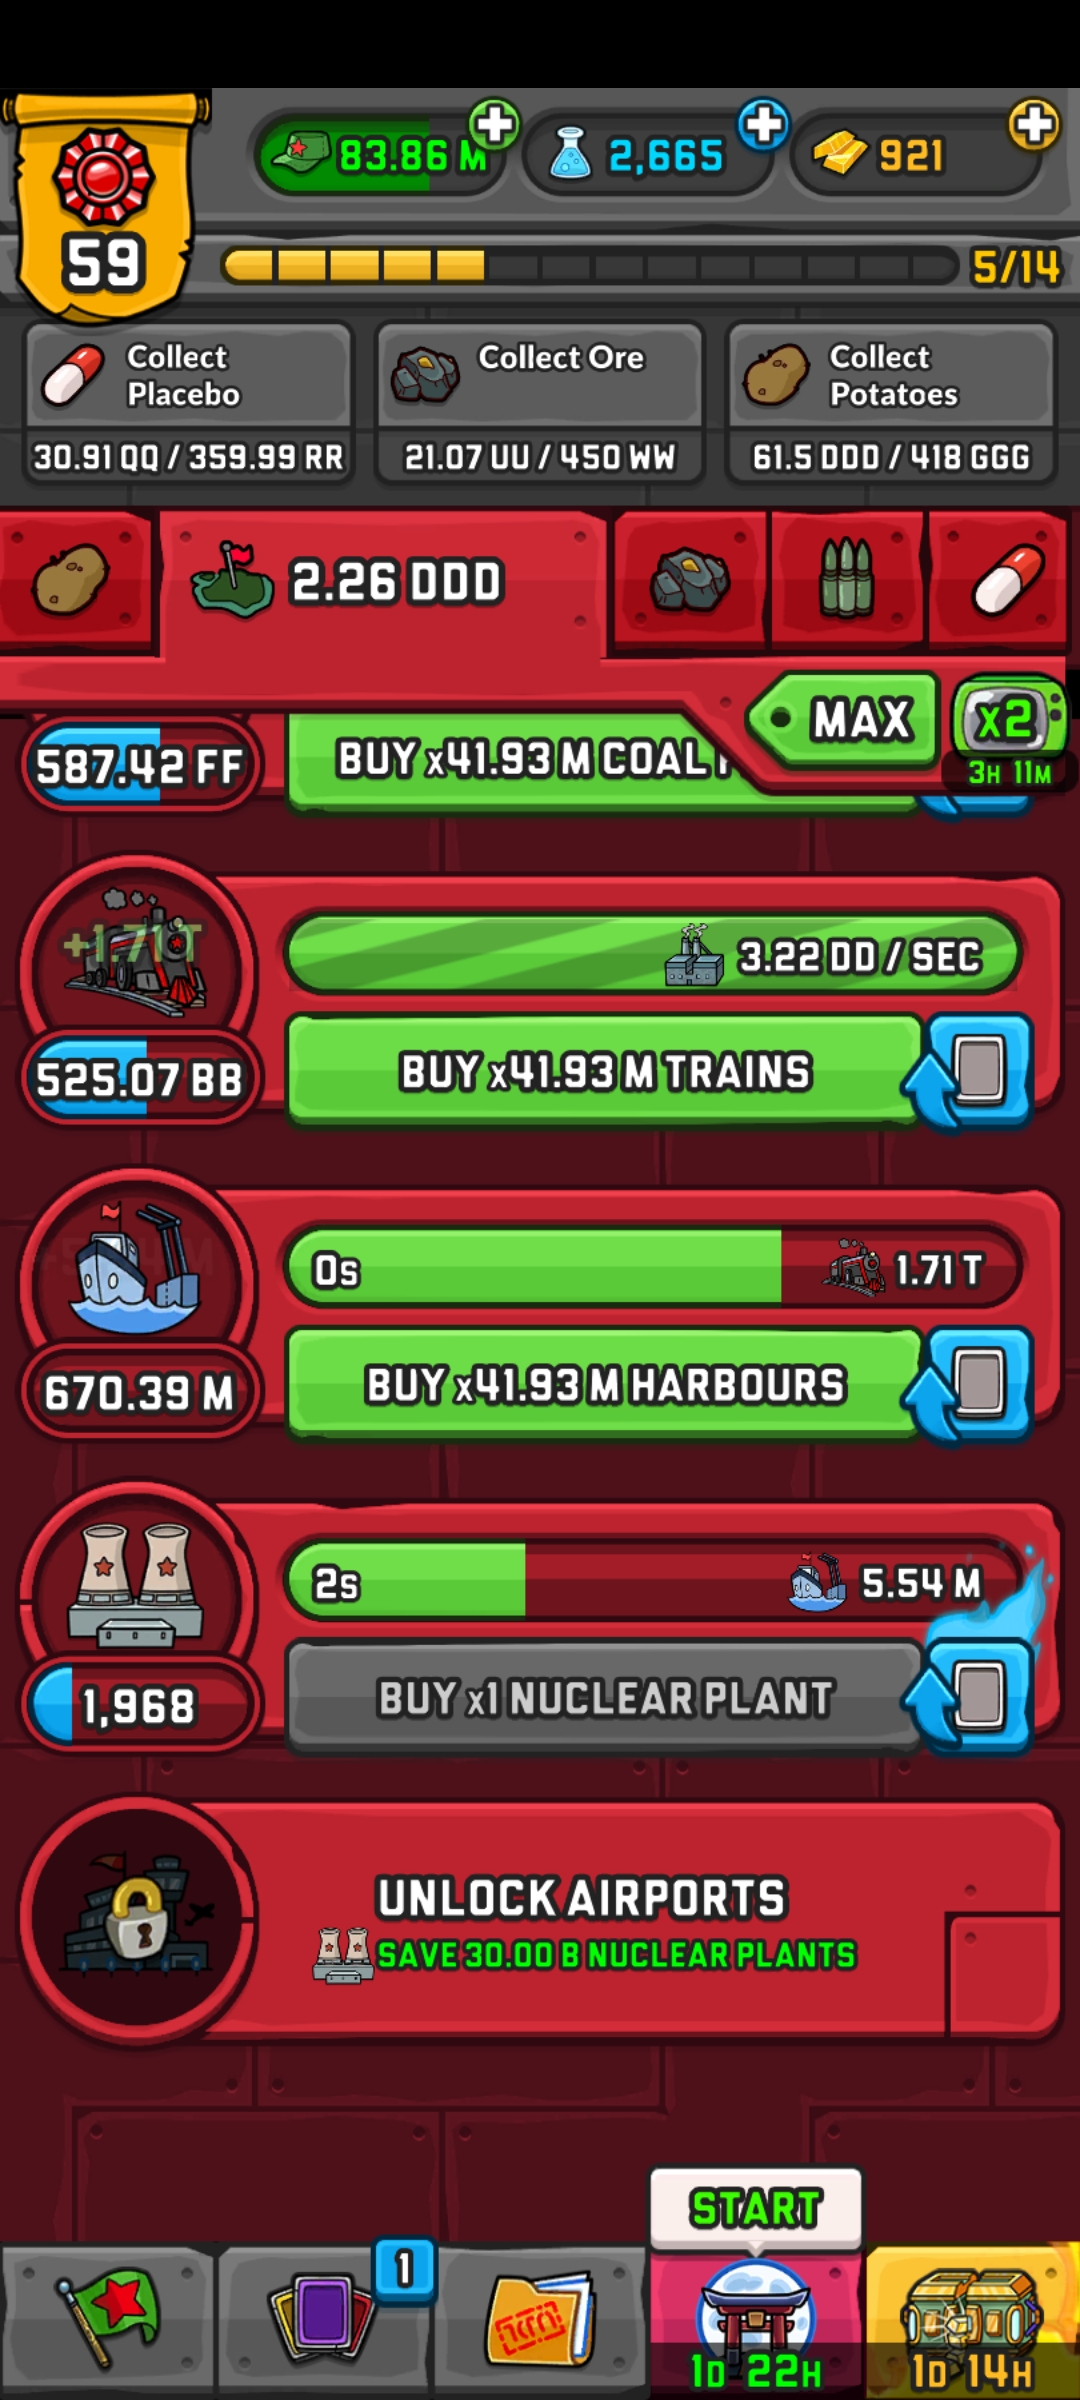 83.86 M
2,665
921
59
5/14
Collect
Placebo
30.91 QQ / 359.99 RR
Collect Ore
21.07 UU / 450 WW
Collect
Potatoes
61.5 DDD / 418 GGG
2.26 DDD
MAX
x2
3H 11M
587.42 FF
BUY x41.93 M COAL
+1.71 T
3.22 DD / SEC
525.07 BB
BUY x41.93 M TRAINS
0s
1.71 T
670.39 M
BUY x41.93 M HARBOURS
2s
5.54 M
1,968
BUY x1 NUCLEAR PLANT
UNLOCK AIRPORTS
SAVE 30.00 B NUCLEAR PLANTS
START
1
1D 22H
1D 14H